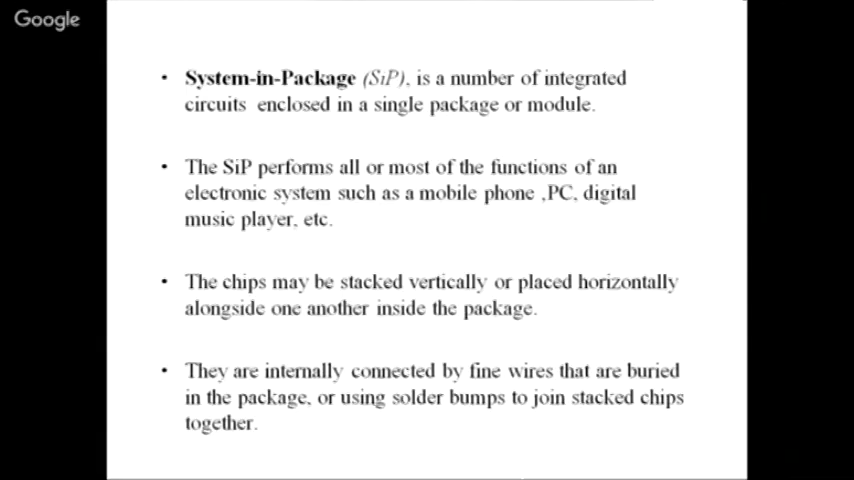 Google
• System-in-Package (SiP), is a number of integrated
circuits enclosed in a single package or module.
• The SiP performs all or most of the functions of an
electronic system such as a mobile phone ,PC, digital
music player, etc.
• The chips may be stacked vertically or placed horizontally
alongside one another inside the package.
• They are internally connected by fine wires that are buried
in the package, or using solder bumps to join stacked chips
together.